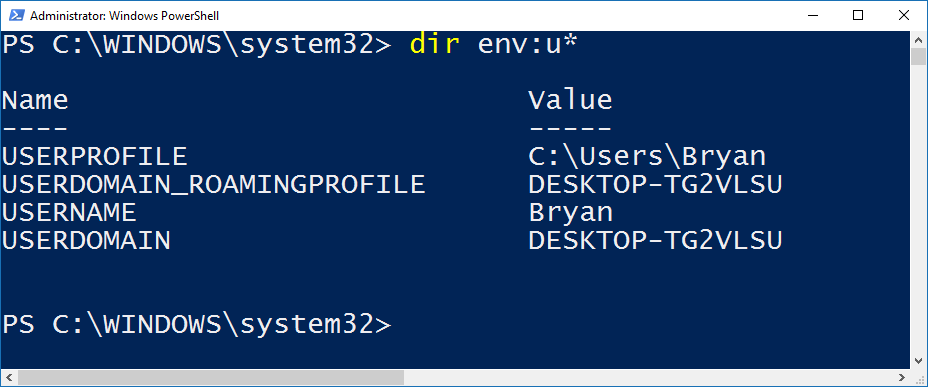 Administrator: Windows PowerShell
PS C:\WINDOWS\system32> dir env:u*
Name Value
---- -----
USERPROFILE C:\Users\Bryan
USERDOMAIN_ROAMINGPROFILE DESKTOP-TG2VLSU
USERNAME Bryan
USERDOMAIN DESKTOP-TG2VLSU
PS C:\WINDOWS\system32>